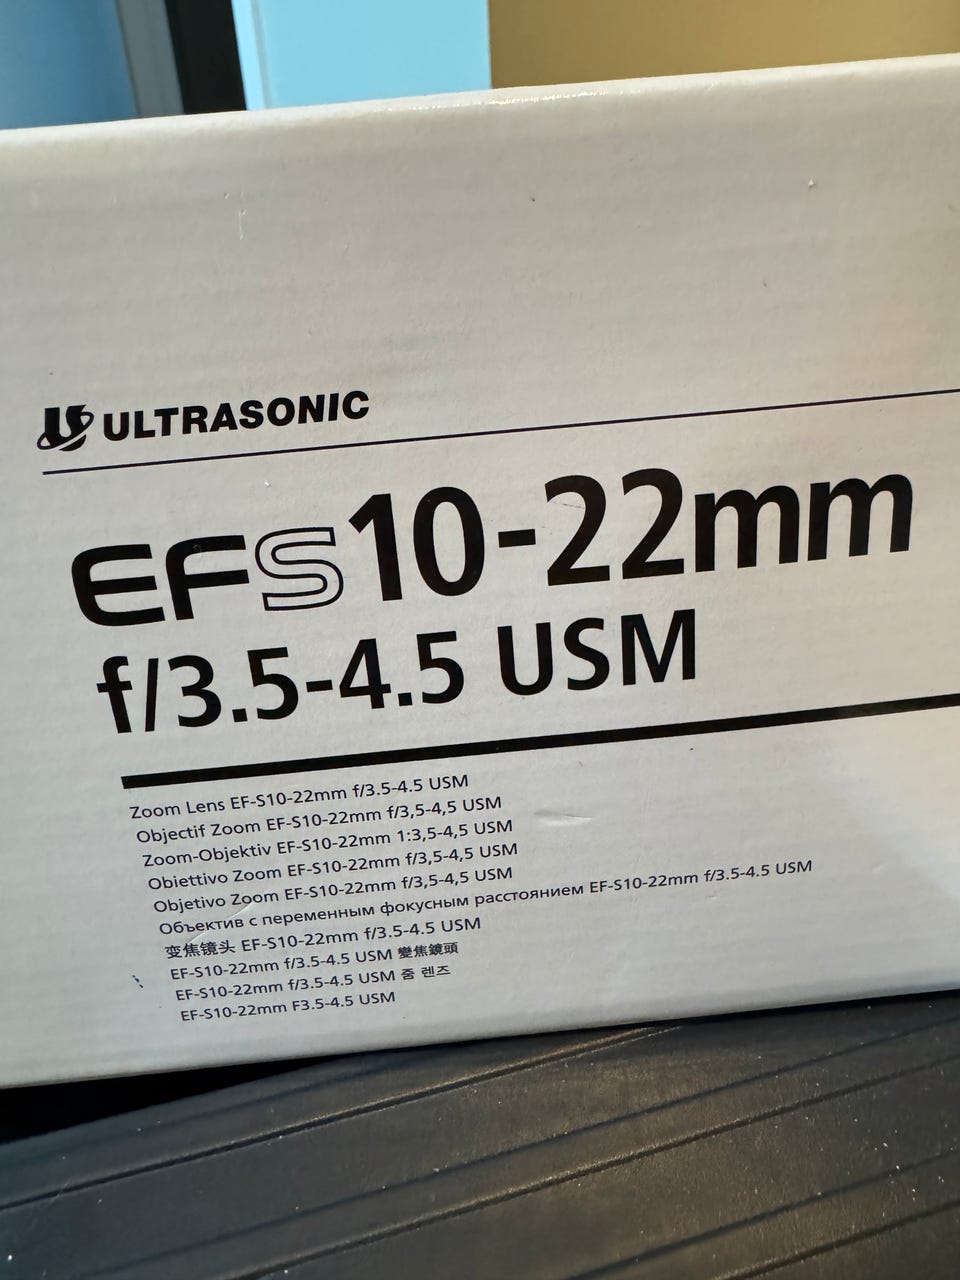 ULTRASONIC
EFS10-22mm
f/3.5-4.5 USM
Zoom Lens EF-S10-22mm f/3.5-4.5 USM
Objectif Zoom EF-S10-22mm f/3,5-4,5 USM
Zoom-Objektiv EF-S10-22mm 1:3,5-4,5 USM
Obiettivo Zoom EF-S10-22mm f/3,5-4,5 USM
Objetivo Zoom EF-S10-22mm f/3,5-4,5 USM
Объектив с переменным фокусным расстоянием EF-S10-22mm f/3.5-4.5 USM
变焦镜头 EF-S10-22mm f/3.5-4.5 USM
EF-S10-22mm f/3.5-4.5 USM 變焦鏡頭
EF-S10-22mm f/3.5-4.5 USM 줌 렌즈
EF-S10-22mm F3.5-4.5 USM